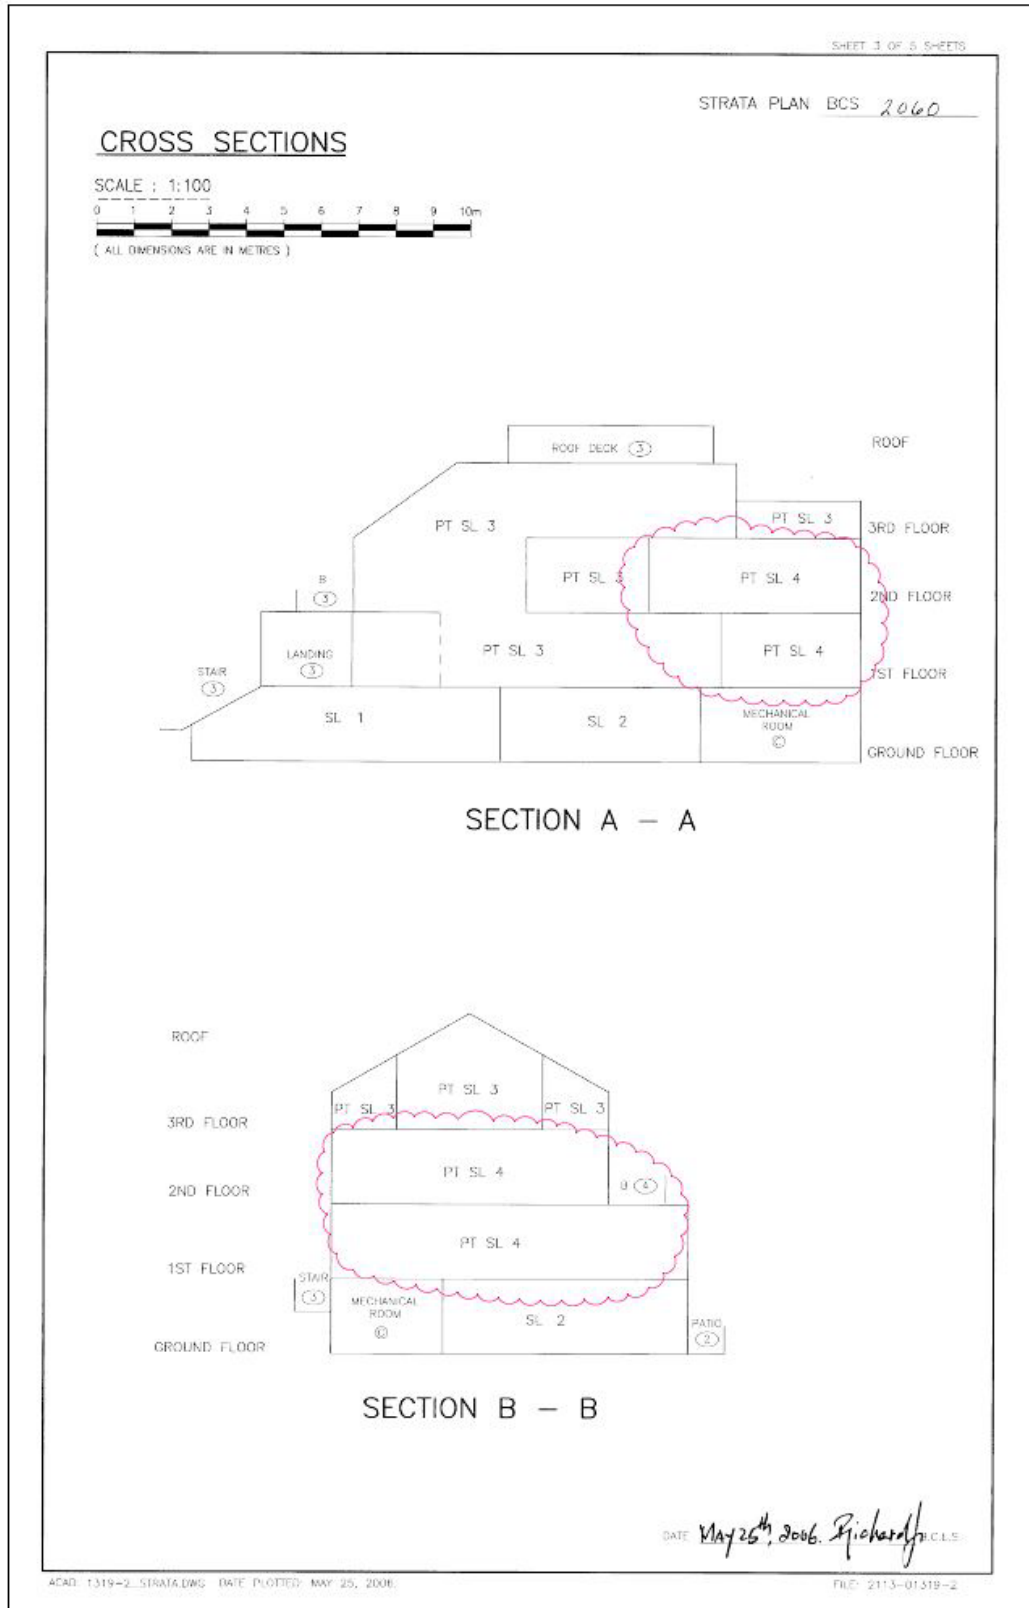 SHEET 3 OF 5 SHEETS
STRATA PLAN BCS 2060
CROSS SECTIONS
SCALE : 1:100
0 1 2 3 4 5 6 7 8 9 10m
( ALL DIMENSIONS ARE IN METRES )
ROOF DECK 3
ROOF
PT SL 3
PT SL 3
3RD FLOOR
B
3
PT SL 3
PT SL 4
2ND FLOOR
LANDING
3
PT SL 3
PT SL 4
1ST FLOOR
STAIR
3
SL 1
SL 2
MECHANICAL
ROOM
C
GROUND FLOOR
SECTION A - A
ROOF
PT SL 3
PT SL 3
PT SL 3
3RD FLOOR
PT SL 4
B 4
2ND FLOOR
PT SL 4
1ST FLOOR
STAIR
3
MECHANICAL
ROOM
C
SL 2
PATIO
2
GROUND FLOOR
SECTION B - B
DATE MAY 25th, 2006. B.C.L.S.
ACAD: 1319-2_STRATA.DWG DATE PLOTTED: MAY 25, 2006.
FILE: 2113-01319-2